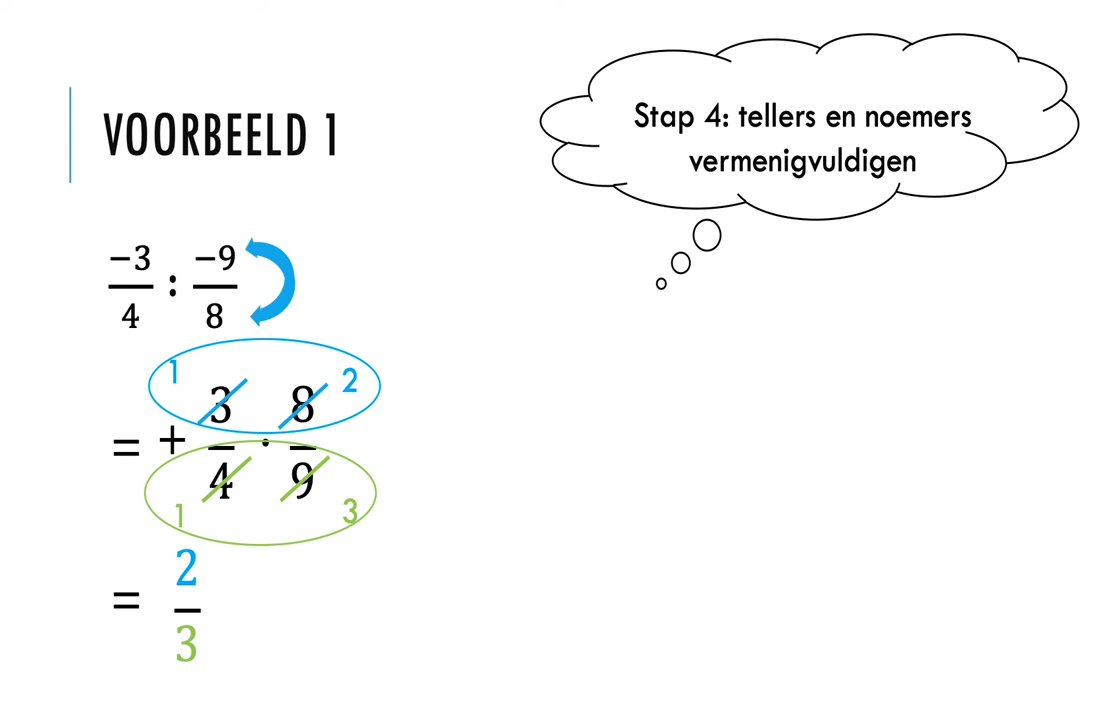 VOORBEELD 1
Stap 4: tellers en noemers
vermenigvuldigen
−3/4 : −9/8
1 2
= + 3/4 · 8/9
1 3
= 2/3